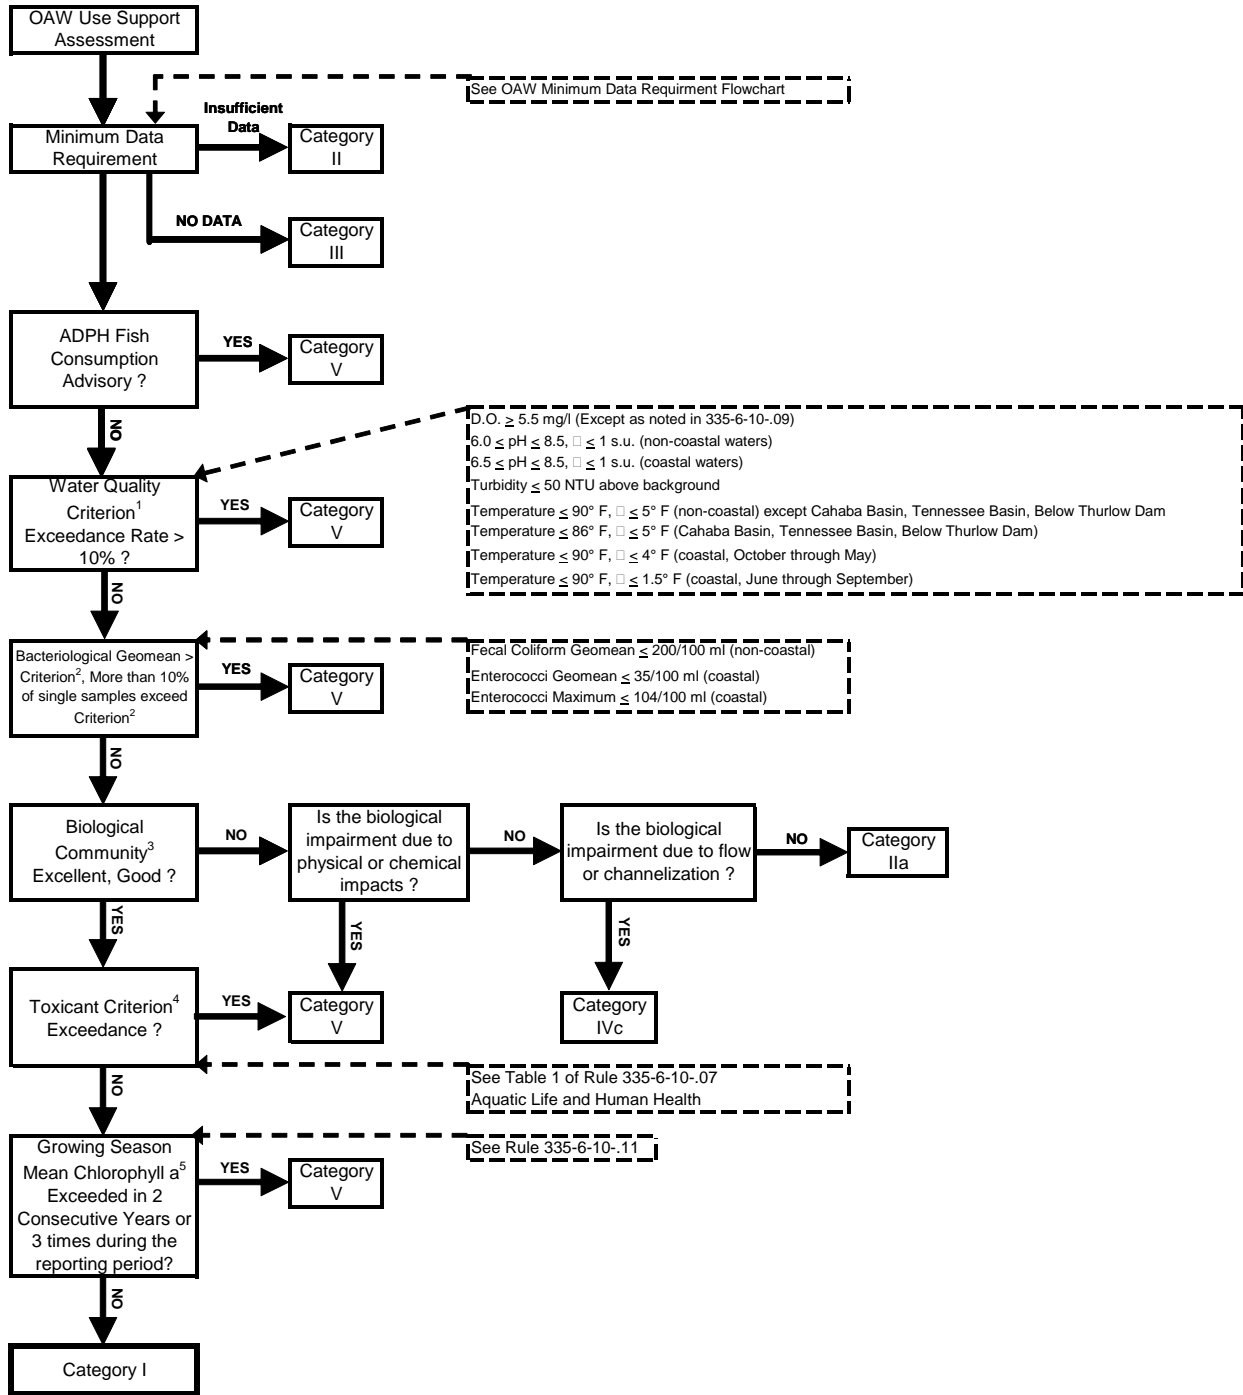 OAW Use Support
Assessment
See OAW Minimum Data Requirment Flowchart
Insufficient
Data
Minimum Data
Requirement
Category
II
NO DATA
Category
III
ADPH Fish
Consumption
Advisory ?
YES
Category
V
NO
D.O. ≥ 5.5 mg/l (Except as noted in 335-6-10-.09)
6.0 ≤ pH ≤ 8.5, □ ≤ 1 s.u. (non-coastal waters)
6.5 ≤ pH ≤ 8.5, □ ≤ 1 s.u. (coastal waters)
Turbidity ≤ 50 NTU above background
Temperature ≤ 90° F, □ ≤ 5° F (non-coastal) except Cahaba Basin, Tennessee Basin, Below Thurlow Dam
Temperature ≤ 86° F, □ ≤ 5° F (Cahaba Basin, Tennessee Basin, Below Thurlow Dam)
Temperature ≤ 90° F, □ ≤ 4° F (coastal, October through May)
Temperature ≤ 90° F, □ ≤ 1.5° F (coastal, June through September)
Water Quality
Criterion1
Exceedance Rate >
10% ?
YES
Category
V
NO
Bacteriological Geomean >
Criterion2, More than 10%
of single samples exceed
Criterion2
YES
Category
V
Fecal Coliform Geomean ≤ 200/100 ml (non-coastal)
Enterococci Geomean ≤ 35/100 ml (coastal)
Enterococci Maximum ≤ 104/100 ml (coastal)
NO
Biological
Community3
Excellent, Good ?
NO
Is the biological
impairment due to
physical or chemical
impacts ?
NO
Is the biological
impairment due to flow
or channelization ?
NO
Category
IIa
YES
YES
YES
Toxicant Criterion4
Exceedance ?
YES
Category
V
Category
IVc
See Table 1 of Rule 335-6-10-.07
Aquatic Life and Human Health
NO
Growing Season
Mean Chlorophyll a5
Exceeded in 2
Consecutive Years or
3 times during the
reporting period?
YES
Category
V
See Rule 335-6-10-.11
NO
Category I